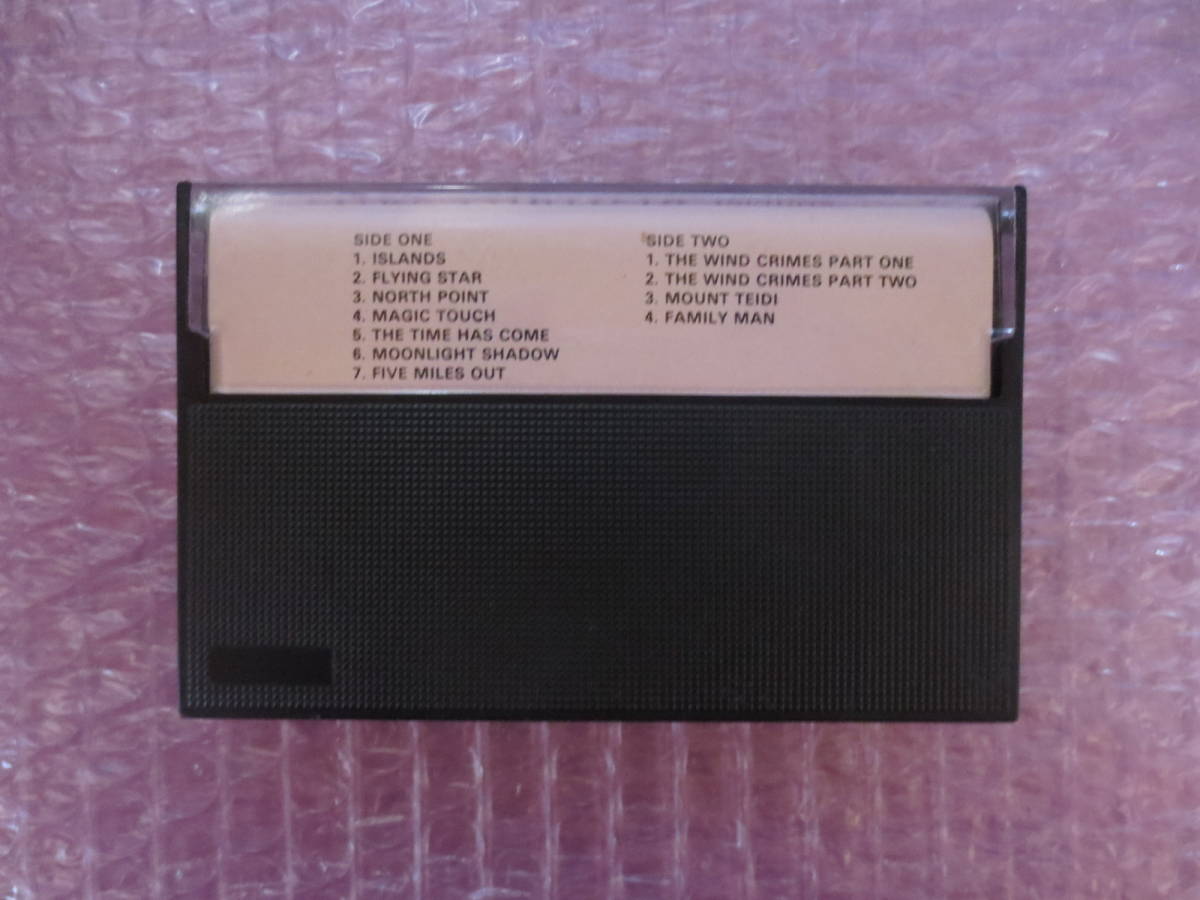 SIDE ONE
1. ISLANDS
2. FLYING STAR
3. NORTH POINT
4. MAGIC TOUCH
5. THE TIME HAS COME
6. MOONLIGHT SHADOW
7. FIVE MILES OUT
SIDE TWO
1. THE WIND CRIMES PART ONE
2. THE WIND CRIMES PART TWO
3. MOUNT TEIDI
4. FAMILY MAN